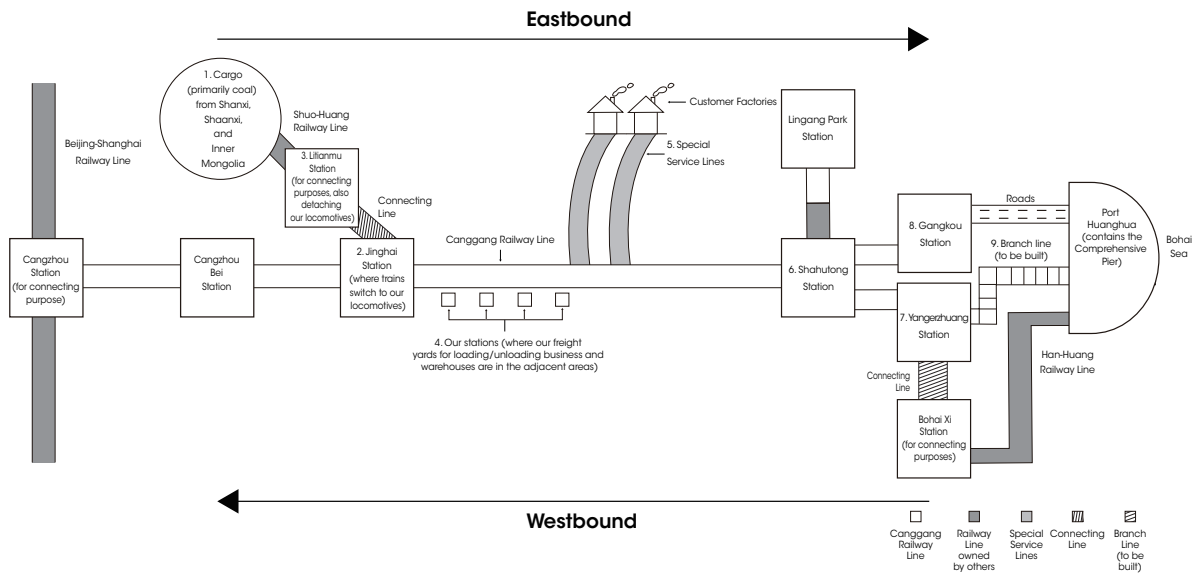 Eastbound
Beijing-Shanghai
Railway Line
1. Cargo
(primarily coal)
from Shanxi,
Shaanxi,
and
Inner
Mongolia
Shuo-Huang
Railway Line
3. Litianmu
Station
(for connecting
purposes, also
detaching
our locomotives)
Connecting
Line
Customer Factories
5. Special
Service Lines
Lingang Park
Station
Cangzhou
Station
(for connecting
purpose)
Cangzhou
Bei
Station
2. Jinghai
Station
(where trains
switch to our
locomotives)
Canggang Railway Line
4. Our stations (where our freight
yards for loading/unloading business and
warehouses are in the adjacent areas)
6. Shahutong
Station
8. Gangkou
Station
Roads
9. Branch line
(to be built)
Port
Huanghua
(contains the
Comprehensive
Pier)
Bohai
Sea
7. Yangerzhuang
Station
Connecting
Line
Han-Huang
Railway Line
Bohai Xi
Station
(for connecting
purposes)
Westbound
Canggang
Railway
Line
Railway
Line
owned
by others
Special
Service
Lines
Connecting
Line
Branch
Line
(to be
built)